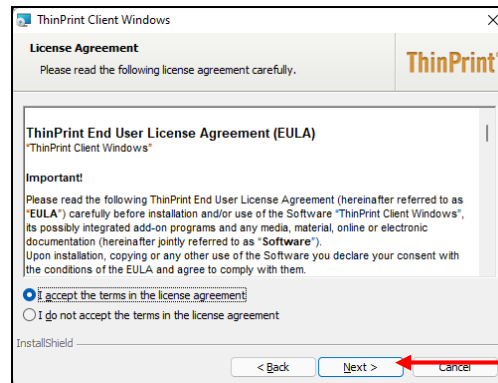 ThinPrint Client Windows
License Agreement
Please read the following license agreement carefully.
ThinPrint
ThinPrint End User License Agreement (EULA)
"ThinPrint Client Windows"
Important!
Please read the following ThinPrint End User License Agreement (hereinafter referred to as
"EULA") carefully before installation and/or use of the Software "ThinPrint Client Windows",
its possibly integrated add-on programs and any media, material, online or electronic
documentation (hereinafter jointly referred to as "Software").
Upon installation, copying or any other use of the Software you declare your consent with
the conditions of the EULA and agree to comply with them.
I accept the terms in the license agreement
I do not accept the terms in the license agreement
InstallShield
< Back Next > Cancel